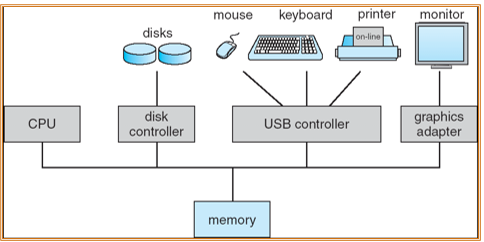 mouse
keyboard
printer
monitor
disks
on-line
CPU
disk
controller
USB controller
graphics
adapter
memory